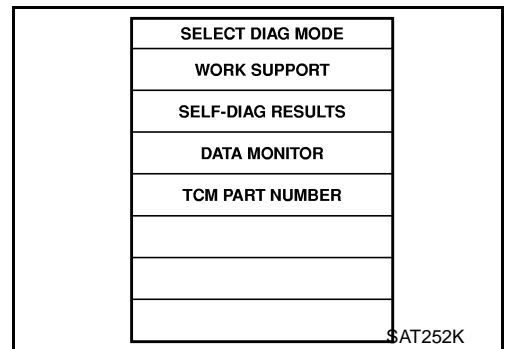 SELECT DIAG MODE
WORK SUPPORT
SELF-DIAG RESULTS
DATA MONITOR
TCM PART NUMBER
SAT252K